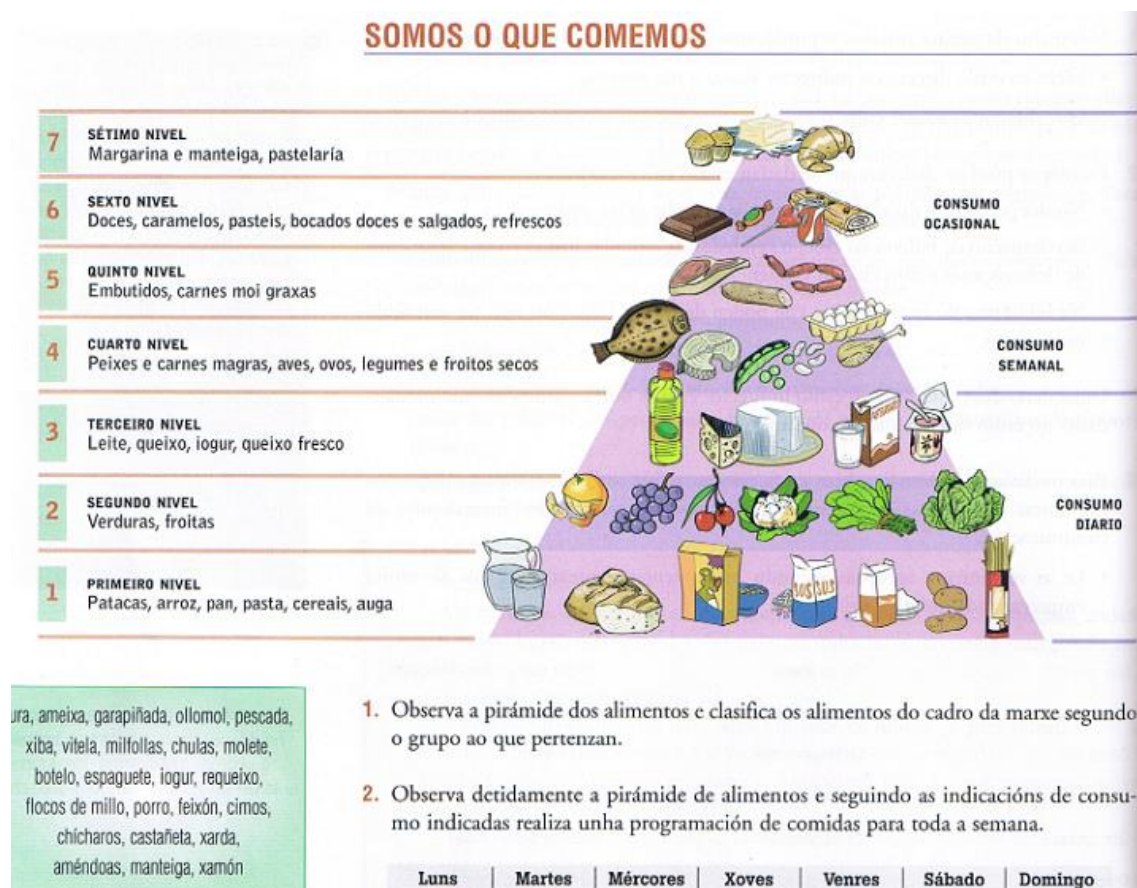 SOMOS O QUE COMEMOS
7
SÉTIMO NIVEL
Margarina e manteiga, pastelaría
6
SEXTO NIVEL
Doces, caramelos, pasteis, bocados doces e salgados, refrescos
CONSUMO
OCASIONAL
5
QUINTO NIVEL
Embutidos, carnes moi graxas
4
CUARTO NIVEL
Peixes e carnes magras, aves, ovos, legumes e froitos secos
CONSUMO
SEMANAL
3
TERCEIRO NIVEL
Leite, queixo, iogur, queixo fresco
2
SEGUNDO NIVEL
Verduras, froitas
CONSUMO
DIARIO
1
PRIMEIRO NIVEL
Patacas, arroz, pan, pasta, cereais, auga
ameixa, garapiñada, ollomol, pescada,
xiba, vitela, milfollas, chulas, molete,
botelo, espaguete, iogur, requeixo,
flocos de millo, porro, feixón, cimos,
chícharos, castañeta, xarda,
améndoas, manteiga, xamón
1. Observa a pirámide dos alimentos e clasifica os alimentos do cadro da marxe segundo
o grupo ao que pertenzan.
2. Observa detidamente a pirámide de alimentos e seguindo as indicacións de consu-
mo indicadas realiza unha programación de comidas para toda a semana.
Luns Martes Mércores Xoves Venres Sábado Domingo